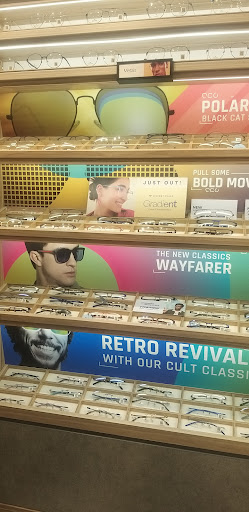 POLAR
BLACK CAT
JUST OUT!
Gradient
PULL SOME
BOLD MOV
THE NEW CLASSICS
WAYFARER
RETRO REVIVAL
WITH OUR CULT CLASSIC